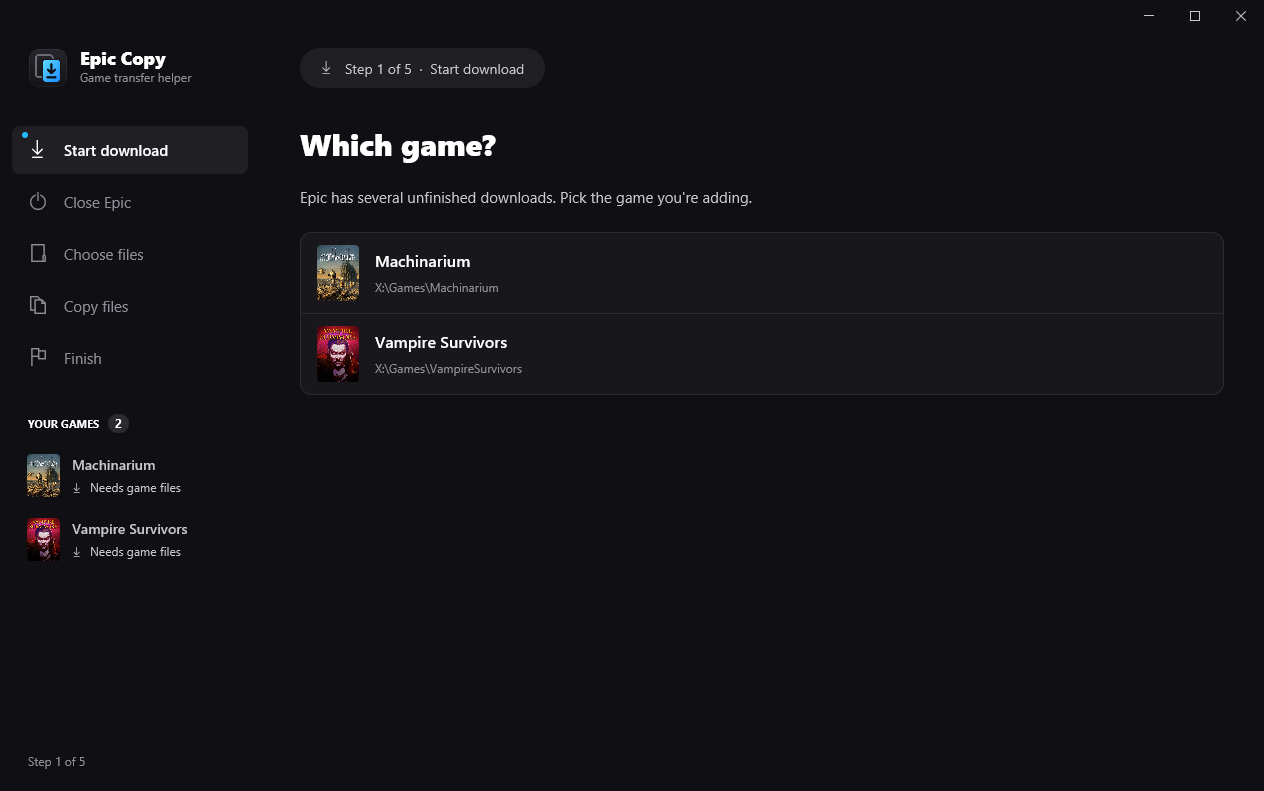 Epic Copy
Game transfer helper
Step 1 of 5 · Start download
Start download
Close Epic
Choose files
Copy files
Finish
YOUR GAMES 2
Machinarium
Needs game files
Vampire Survivors
Needs game files
Step 1 of 5
Which game?
Epic has several unfinished downloads. Pick the game you're adding.
Machinarium
X:\Games\Machinarium
Vampire Survivors
X:\Games\VampireSurvivors